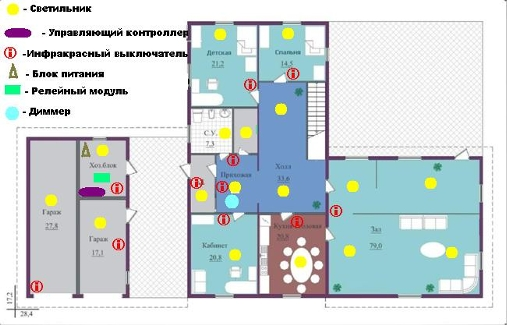 - Светильник
- Управляющий контроллер
-Инфракрасный выключатель
- Блок питания
- Релейный модуль
- Диммер
Детская
21,2
Спальня
14,5
С.У.
7,3
Хоз.блок
Прихожая
Холл
33,6
Гараж
27,8
Гараж
17,1
Кабинет
20,8
Зал
79,0
17,2
28,4